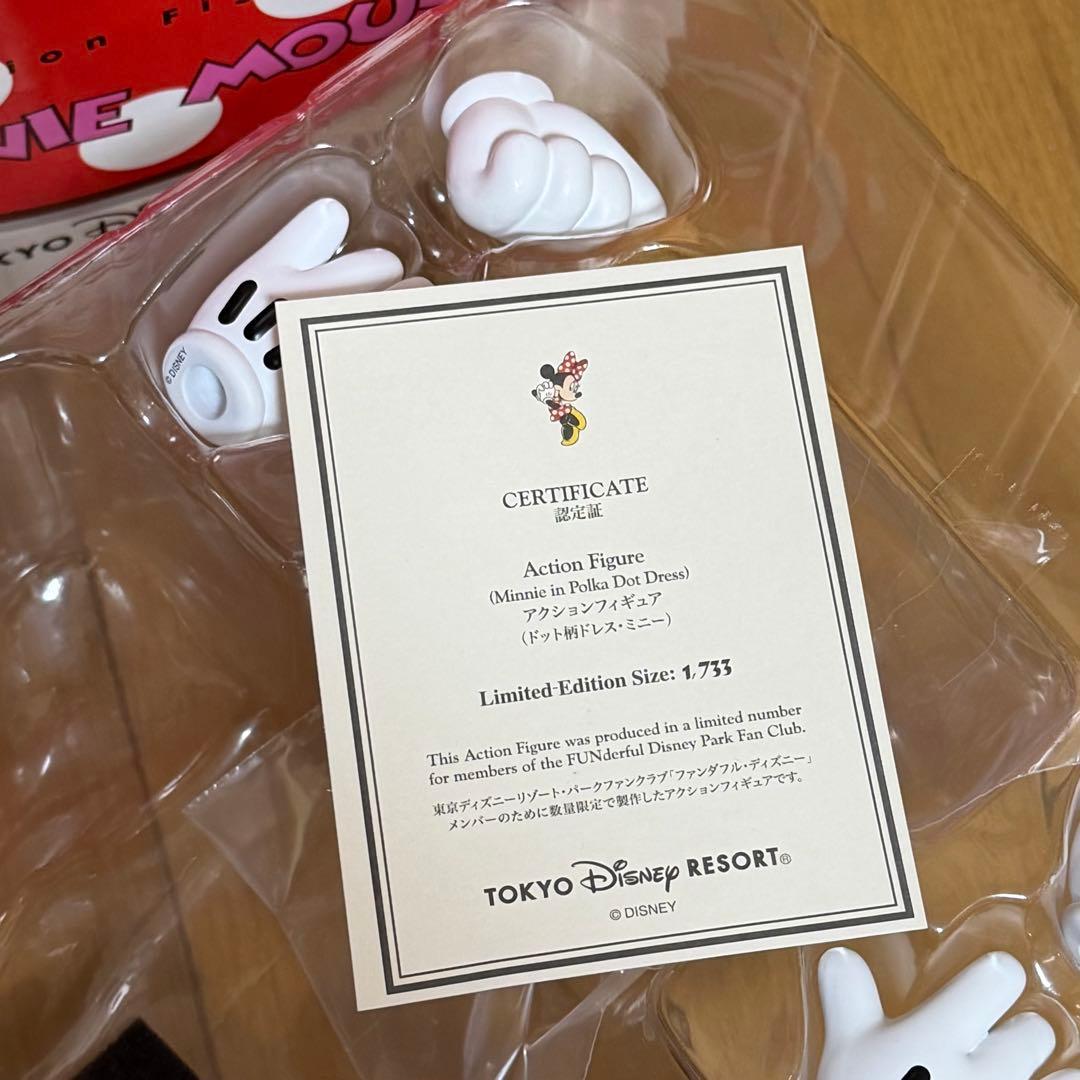 MOU
NIE
TOKYO
© DISNEY
CERTIFICATE
認定証
Action Figure
(Minnie in Polka Dot Dress)
アクションフィギュア
(ドット柄ドレス・ミニー)
Limited-Edition Size: 1,733
This Action Figure was produced in a limited number
for members of the FUNderful Disney Park Fan Club.
東京ディズニーリゾート・パークファンクラブ「ファンダフル・ディズニー」
メンバーのために数量限定で製作したアクションフィギュアです。
TOKYO Disney RESORT®
© DISNEY